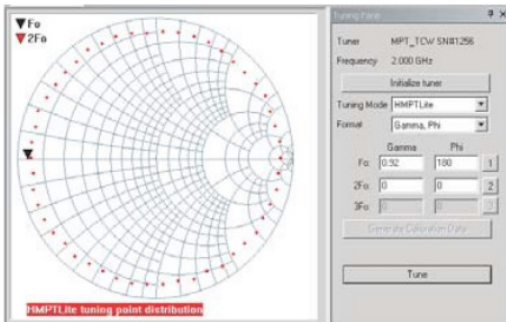 Fo
2Fo
HMPTLite tuning point distribution
Tuning Panel
Tuner MPT_TCW SN#1256
Frequency 2.000 GHz
Initialize tuner
Tuning Mode HMPTLite
Format Gamma, Phi
Gamma Phi
Fo: 0.92 180 1
2Fo: 0 0 2
3Fo: 0 0
Generate Calibration Data
Tune